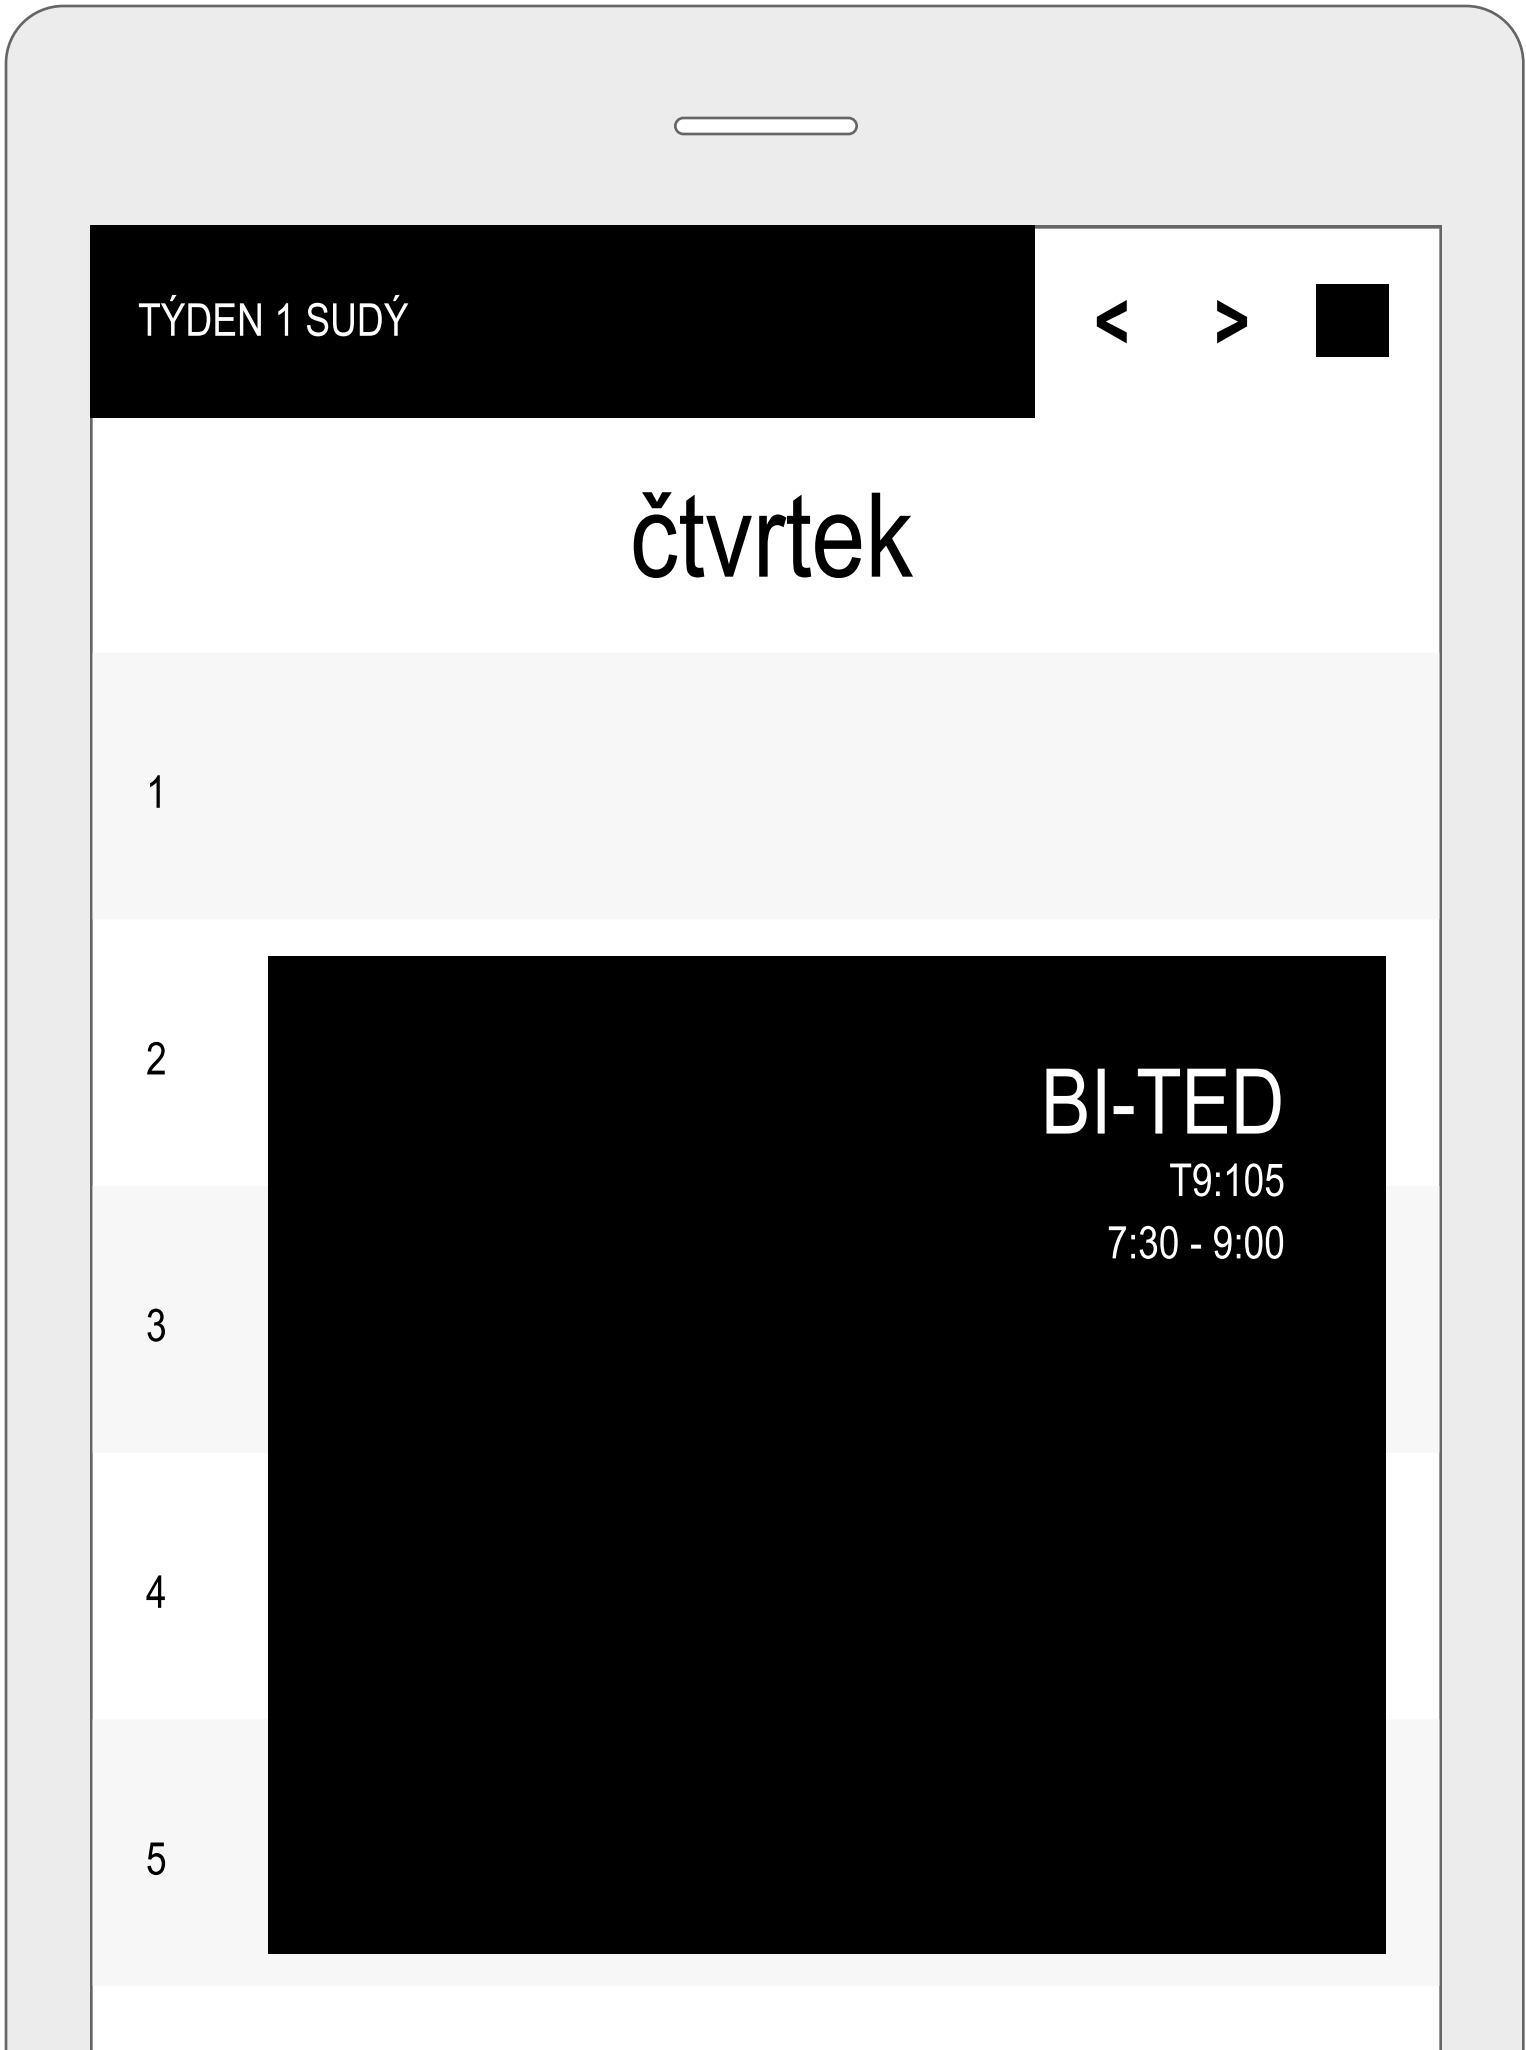 TÝDEN 1 SUDÝ
< >
čtvrtek
1
2
BI-TED
T9:105
7:30 - 9:00
3
4
5